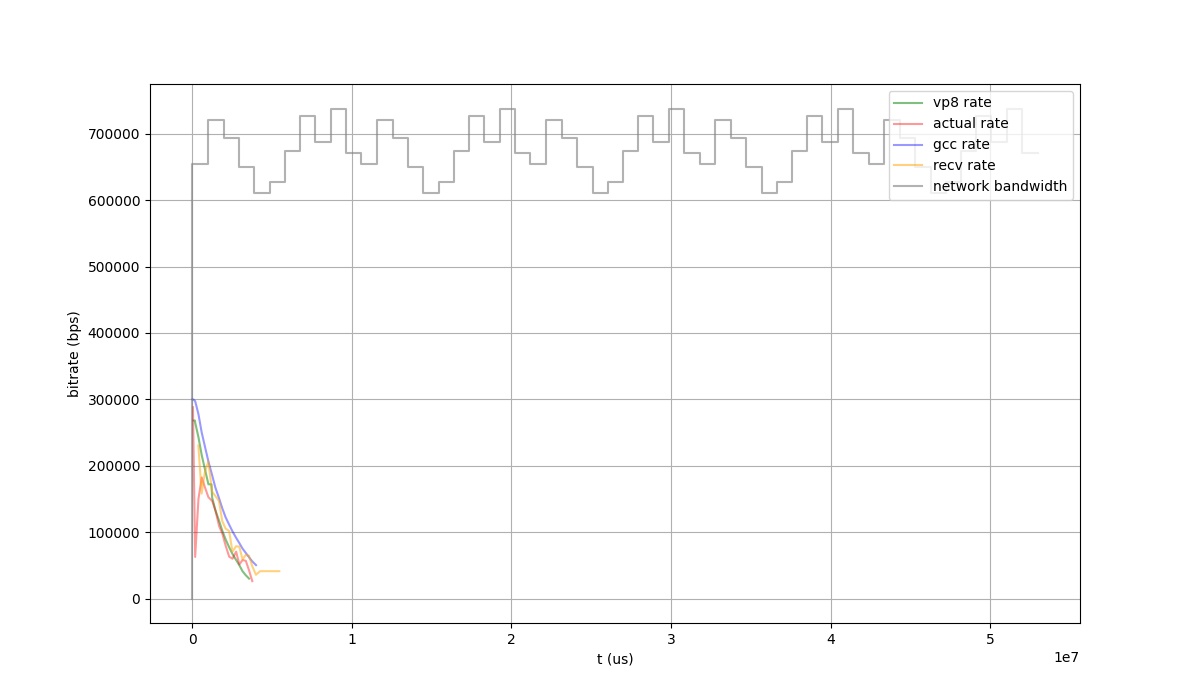 vp8 rate
actual rate
gcc rate
recv rate
network bandwidth
700000
600000
500000
400000
300000
200000
100000
0
bitrate (bps)
0 1 2 3 4 5
t (us)
1e7